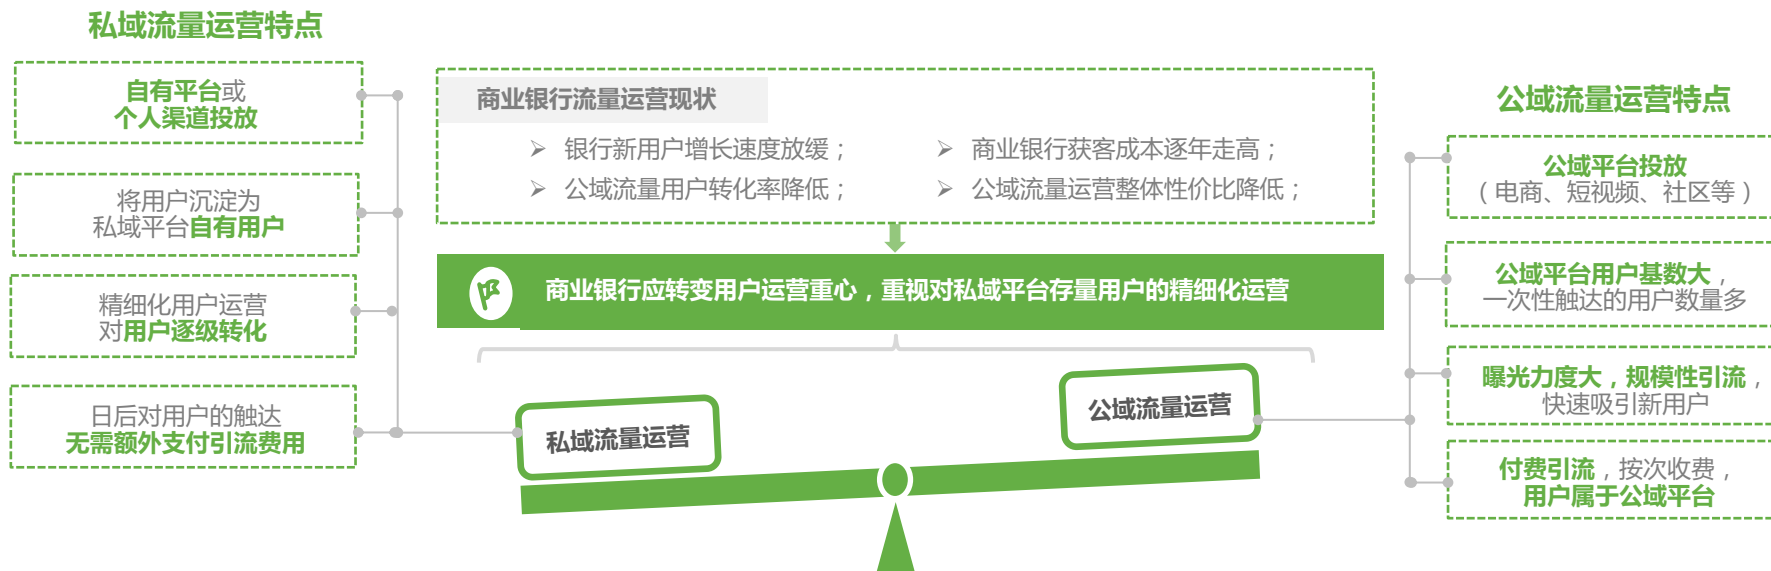 私域流量运营特点
自有平台或
个人渠道投放
将用户沉淀为
私域平台自有用户
精细化用户运营
对用户逐级转化
日后对用户的触达
无需额外支付引流费用
商业银行流量运营现状
➢ 银行新用户增长速度放缓；
➢ 商业银行获客成本逐年走高；
➢ 公域流量用户转化率降低；
➢ 公域流量运营整体性价比降低；
商业银行应转变用户运营重心，重视对私域平台存量用户的精细化运营
私域流量运营
公域流量运营
公域流量运营特点
公域平台投放
（电商、短视频、社区等）
公域平台用户基数大，
一次性触达的用户数量多
曝光力度大，规模性引流，
快速吸引新用户
付费引流，按次收费，
用户属于公域平台